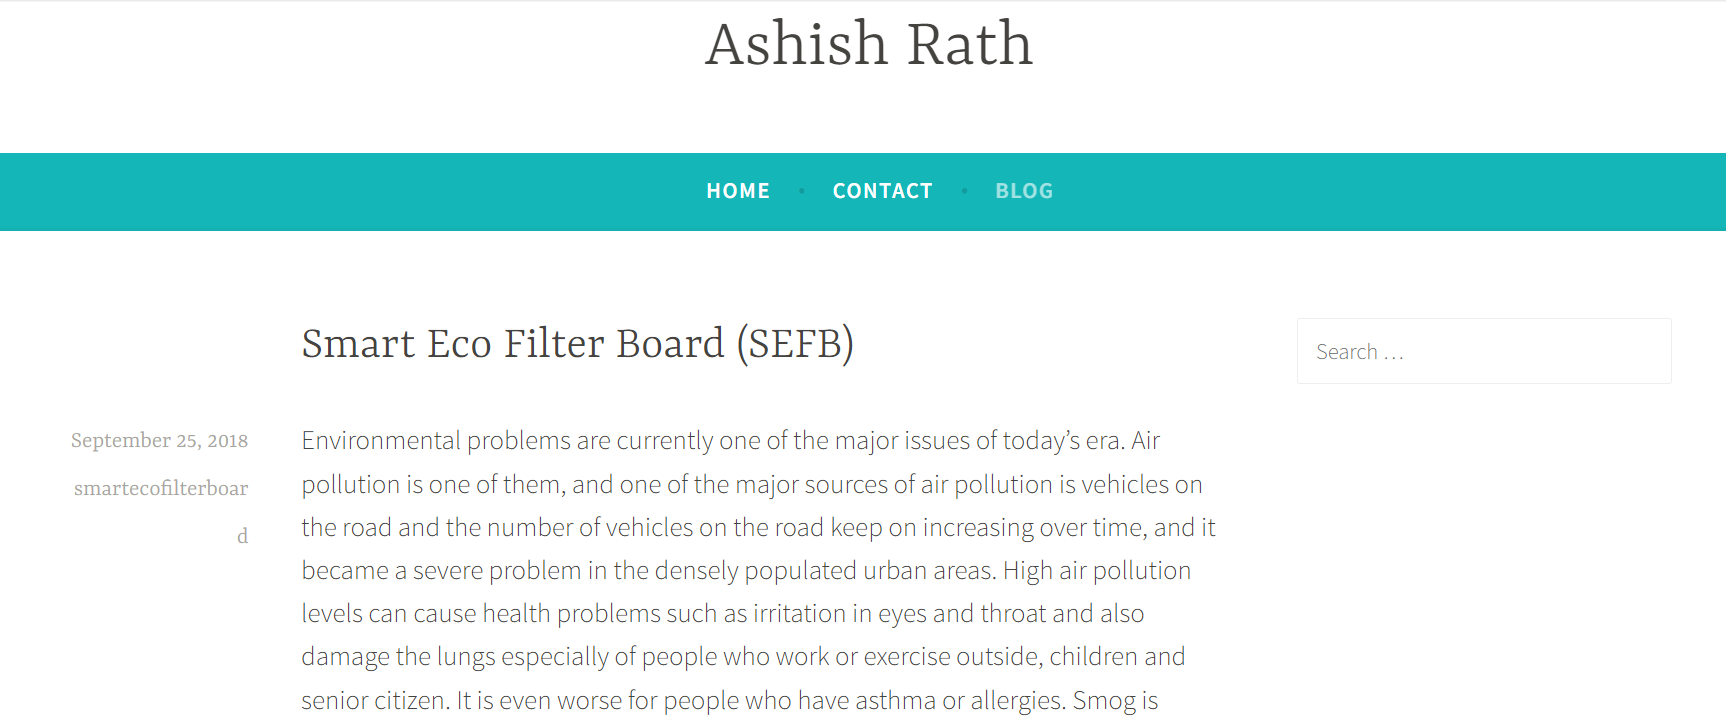 Ashish Rath
HOME • CONTACT • BLOG
Smart Eco Filter Board (SEFB)
Search …
September 25, 2018
smartecofilterboar
d
Environmental problems are currently one of the major issues of today’s era. Air
pollution is one of them, and one of the major sources of air pollution is vehicles on
the road and the number of vehicles on the road keep on increasing over time, and it
became a severe problem in the densely populated urban areas. High air pollution
levels can cause health problems such as irritation in eyes and throat and also
damage the lungs especially of people who work or exercise outside, children and
senior citizen. It is even worse for people who have asthma or allergies. Smog is